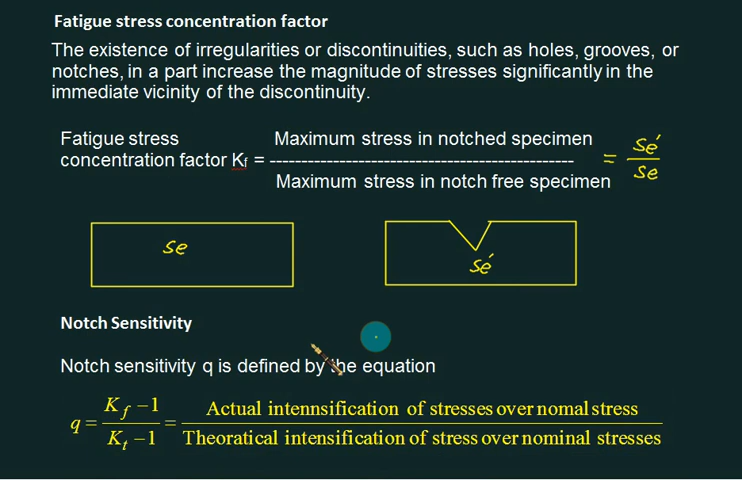 Fatigue stress concentration factor
The existence of irregularities or discontinuities, such as holes, grooves, or
notches, in a part increase the magnitude of stresses significantly in the
immediate vicinity of the discontinuity.
Fatigue stress
concentration factor Kf =
Maximum stress in notched specimen
------------------------------------------------
Maximum stress in notch free specimen
= se′ / se
se
se′
Notch Sensitivity
Notch sensitivity q is defined by the equation
q = (K_f − 1) / (K_t − 1) = Actual intennsification of stresses over nomal stress / Theoratical intensification of stress over nominal stresses